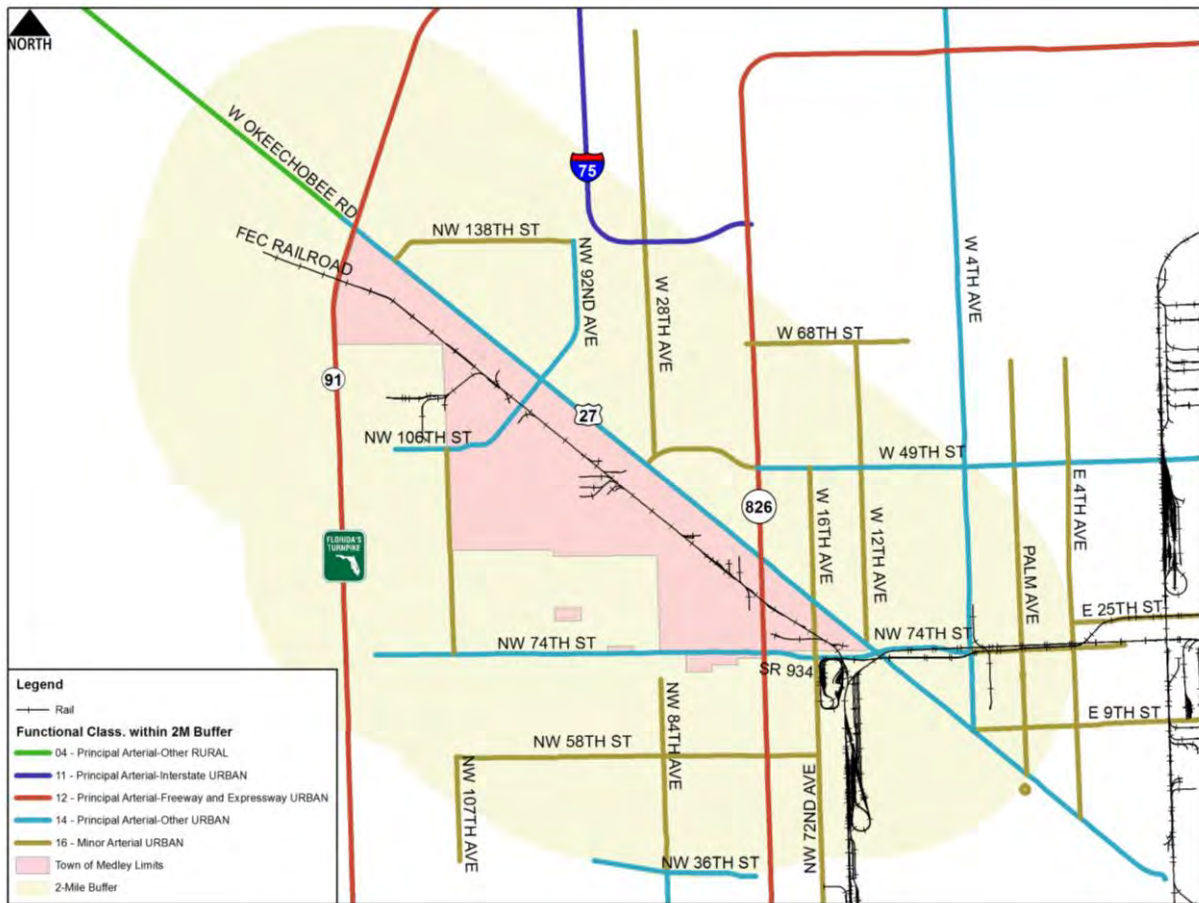 NORTH
W OKEECHOBEE RD
FEC RAILROAD
75
NW 138TH ST
NW 92ND AVE
W 28TH AVE
W 4TH AVE
W 68TH ST
91
27
NW 106TH ST
W 49TH ST
826
W 16TH AVE
W 12TH AVE
E 4TH AVE
PALM AVE
FLORIDA'S
TURNPIKE
E 25TH ST
NW 74TH ST
NW 74TH ST
SR 934
E 9TH ST
NW 84TH AVE
NW 58TH ST
NW 107TH AVE
NW 72ND AVE
NW 36TH ST
Legend
Rail
Functional Class. within 2M Buffer
04 - Principal Arterial-Other RURAL
11 - Principal Arterial-Interstate URBAN
12 - Principal Arterial-Freeway and Expressway URBAN
14 - Principal Arterial-Other URBAN
16 - Minor Arterial URBAN
Town of Medley Limits
2-Mile Buffer